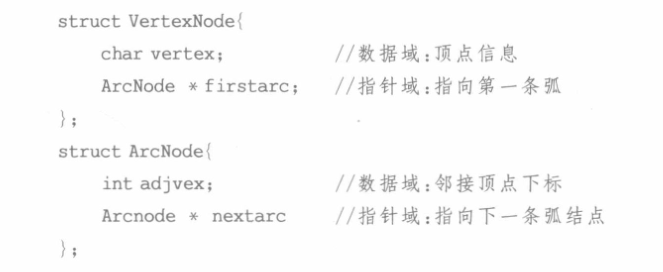 struct VertexNode{
char vertex; //数据域:顶点信息
ArcNode * firstarc; //指针域:指向第一条弧
};
struct ArcNode{
int adjvex; //数据域:邻接顶点下标
Arcnode * nextarc //指针域:指向下一条弧结点
};